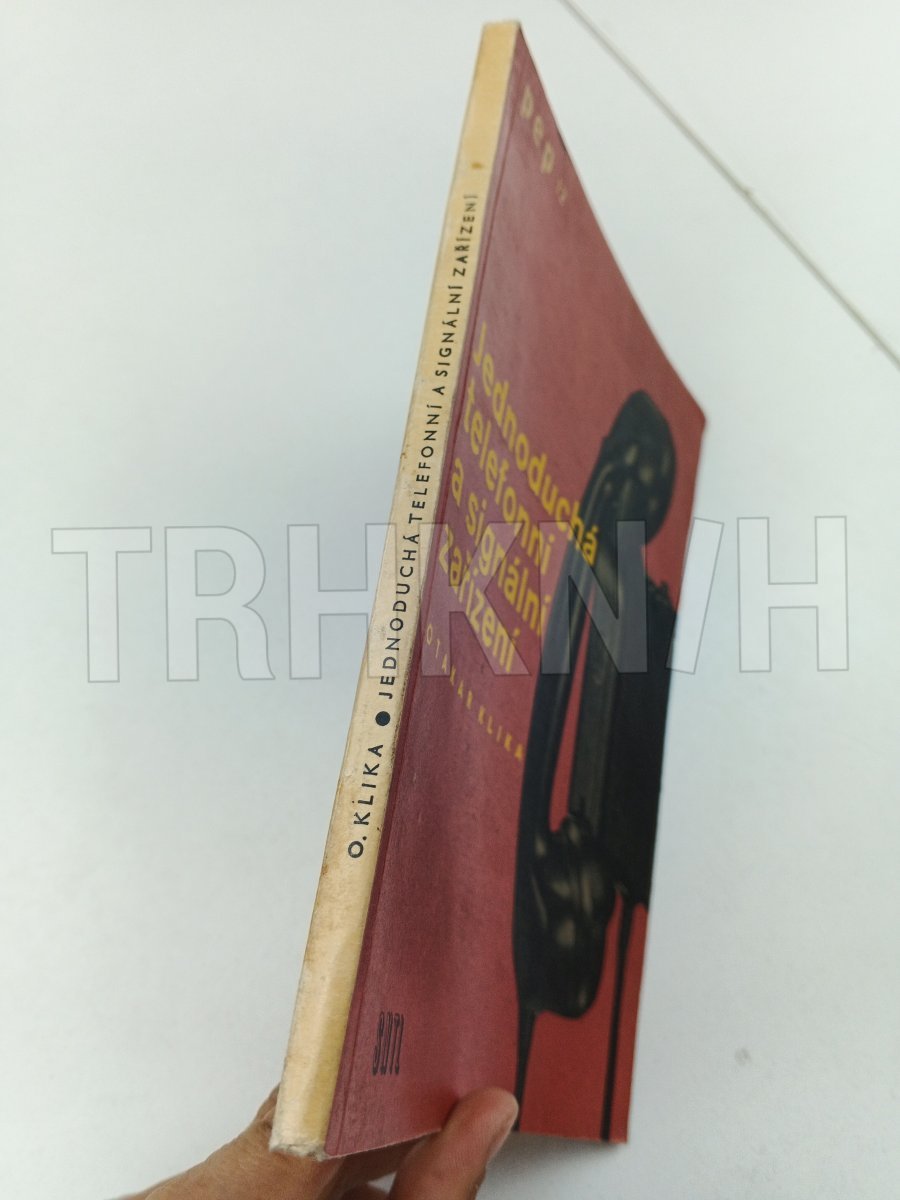 O. KLIKA ● JEDNODUCHÁ TELEFONNÍ A SIGNÁLNÍ ZAŘÍZENÍ
pep
Jednoduchá
telefonní
a signální
zařízení
OTAKAR KLIKA
SNTL
TRHKNIH